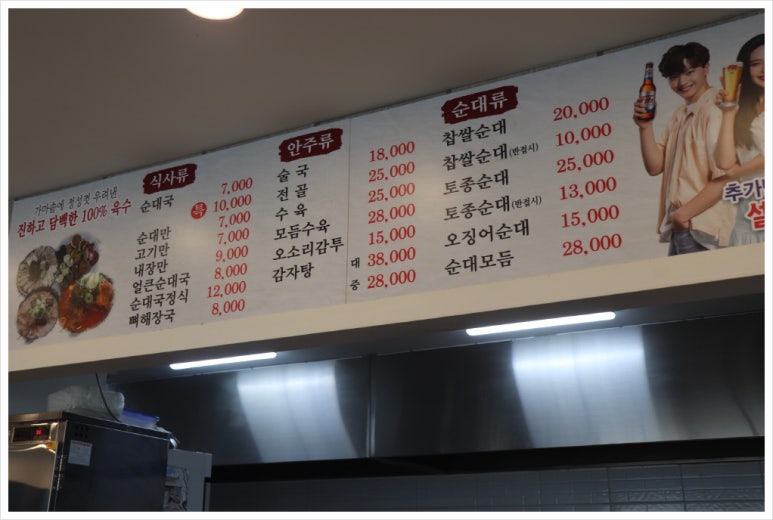 가마솥에 정성껏 우려낸
진하고 담백한 100% 육수
식사류
순대국 7,000
특 10,000
순대만 7,000
고기만 7,000
내장만 9,000
얼큰순대국 8,000
순대국정식 12,000
뼈해장국 8,000
안주류
술국 18,000
전골 25,000
수육 25,000
모듬수육 28,000
오소리감투 15,000
감자탕 대 38,000
중 28,000
순대류
찹쌀순대 20,000
찹쌀순대(반접시) 10,000
토종순대 25,000
토종순대(반접시) 13,000
오징어순대 15,000
순대모듬 28,000
추가